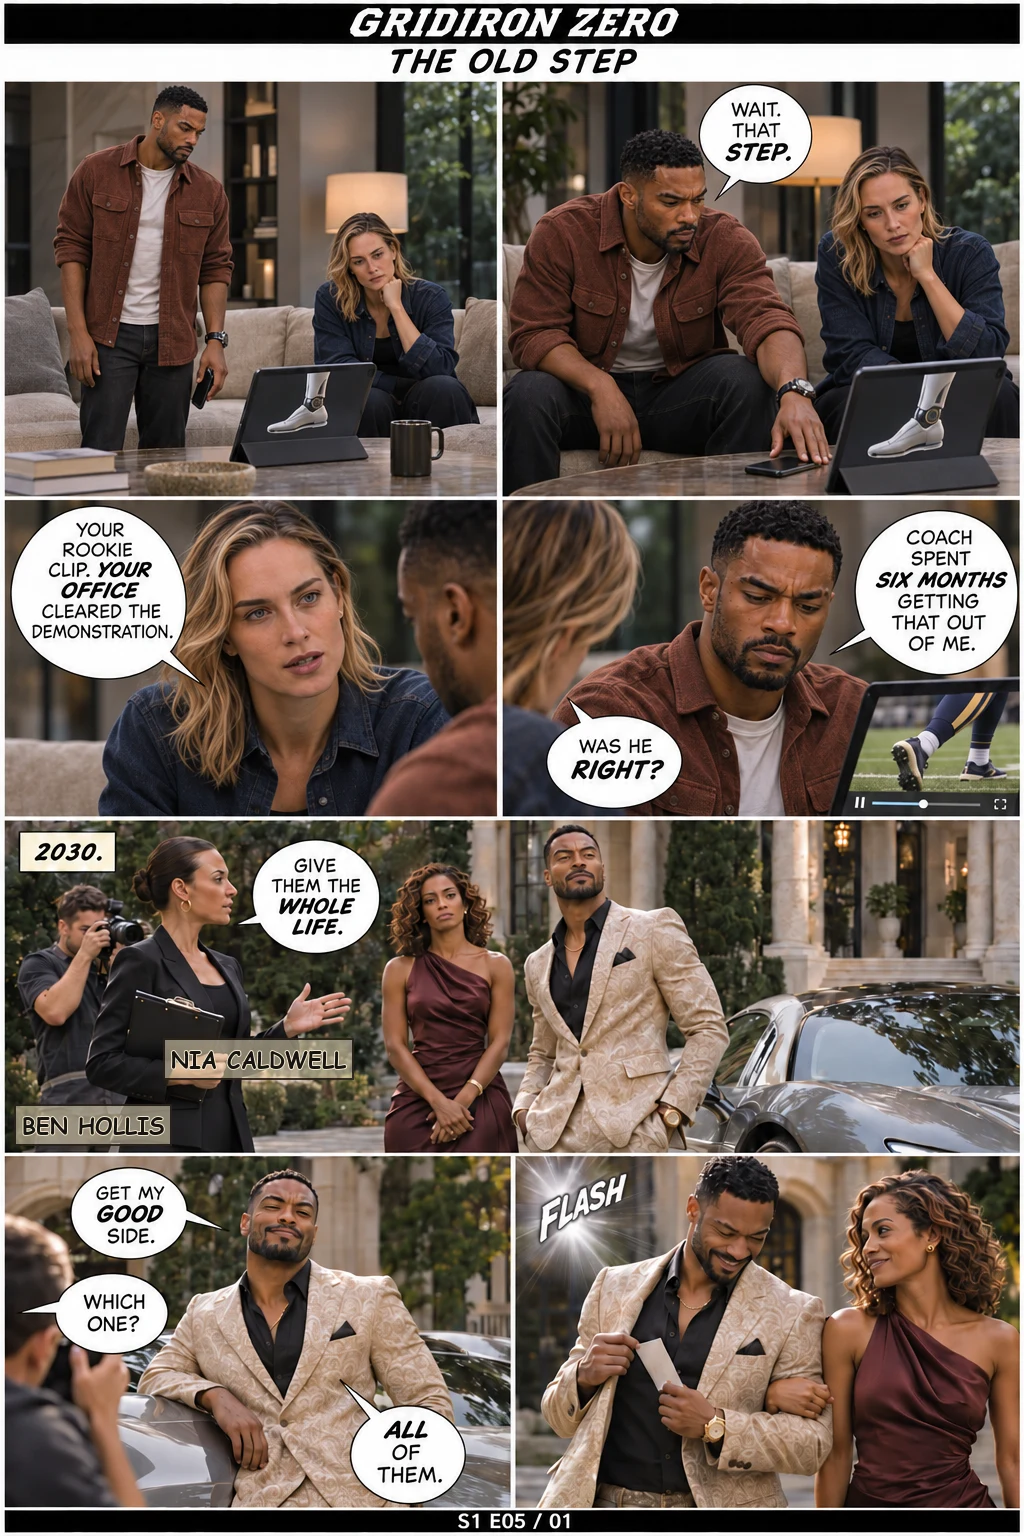 GRIDIRON ZERO
THE OLD STEP
WAIT.
THAT
STEP.
YOUR
ROOKIE
CLIP. YOUR
OFFICE
CLEARED THE
DEMONSTRATION.
COACH
SPENT
SIX MONTHS
GETTING
THAT OUT
OF ME.
WAS HE
RIGHT?
2030.
GIVE
THEM THE
WHOLE
LIFE.
NIA CALDWELL
BEN HOLLIS
GET MY
GOOD
SIDE.
WHICH
ONE?
ALL
OF
THEM.
FLASH
S1 E05 / 01